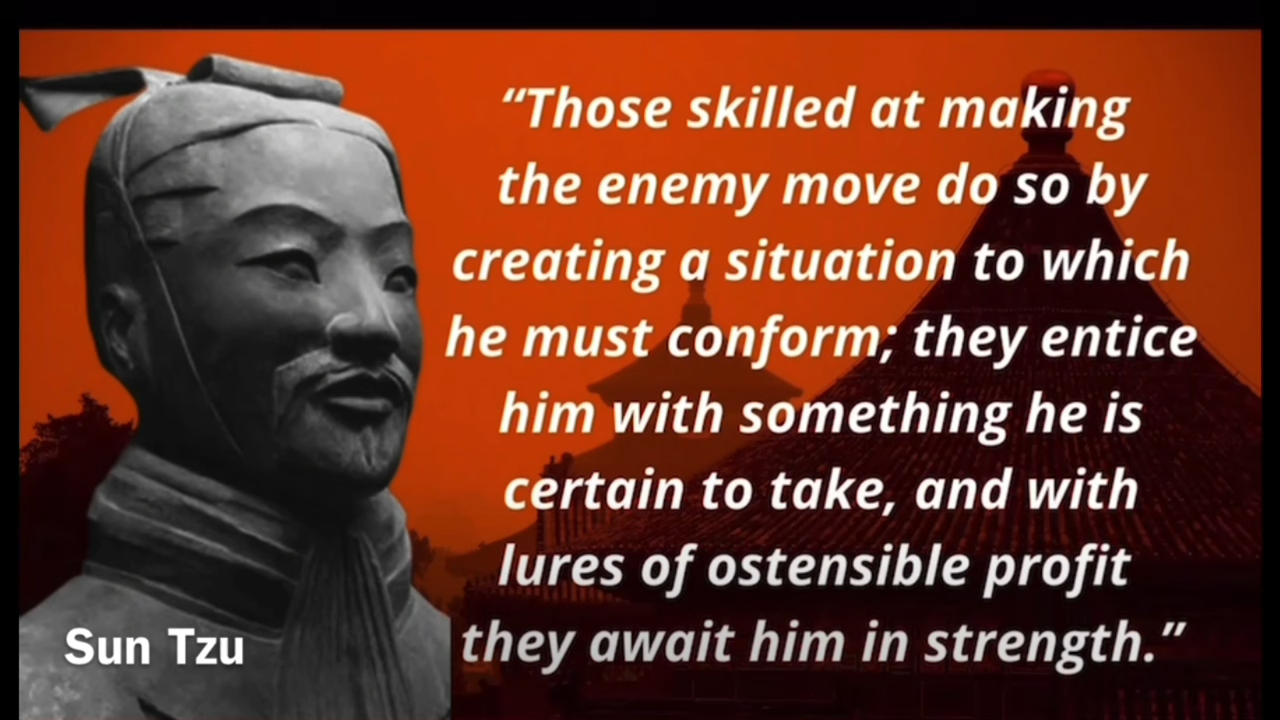 “Those skilled at making
the enemy move do so by
creating a situation to which
he must conform; they entice
him with something he is
certain to take, and with
lures of ostensible profit
they await him in strength.”
Sun Tzu